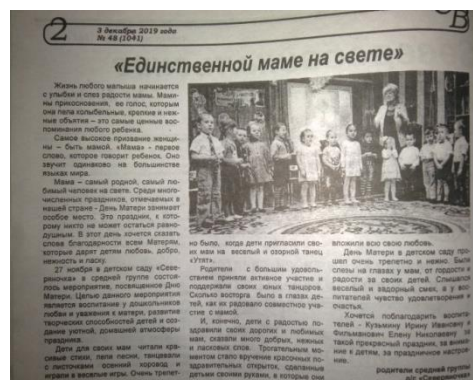 2
3 декабря 2019 года
№ 48 (1041)
«Единственной маме на свете»
Жизнь любого малыша начинается
с улыбки и слез радости мамы. Мами-
ны прикосновения, ее голос, которым
она пела колыбельные, крепкие и неж-
ные объятия – это самые ценные вос-
поминания любого ребенка.
Самое высокое призвание женщи-
ны – быть мамой. «Мама» - первое
слово, которое говорит ребенок. Оно
звучит одинаково на большинстве
языках мира.
Мама – самый родной, самый лю-
бимый человек на свете. Среди много-
численных праздников, отмечаемых в
нашей стране - День Матери занимает
особое место. Это праздник, к кото-
рому никто не может остаться равно-
душным. В этот день хочется сказать
слова благодарности всем Матерям,
которые дарят детям любовь, добро,
нежность и ласку.
27 ноября в детском саду «Севе-
ряночка» в средней группе состоя-
лось мероприятие, посвященное Дню
Матери. Целью данного мероприятия
является воспитание у дошкольников
любви и уважения к матери, развитие
творческих способностей детей и соз-
дание уютной, домашней атмосферы
праздника.
Дети для своих мам читали кра-
сивые стихи, пели песни, танцевали
с листочками осенний хоровод и
играли в веселые игры. Очень трепет-
но было, когда дети пригласили сво-
их мам на веселый и озорной танец
«Утят».
Родители с большим удоволь-
ствием приняли активное участие и
поддержали своих юных танцоров.
Сколько восторга было в глазах де-
тей, как их радовало совместное уча-
стие с мамой.
И, конечно, дети с радостью по-
здравили своих дорогих и любимых
мам, сказали много добрых, нежных
и ласковых слов. Трогательным мо-
ментом стало вручение красочных по-
здравительных открыток, сделанные
детьми своими руками, в которые они
вложили всю свою любовь.
День Матери в детском саду про-
шел очень трепетно и нежно. Были
слезы на глазах у мам, от гордости и
радости за своих детей. Слышался
веселый и задорный смех, а у вос-
питателей чувство удовлетворения и
счастья.
Хочется поблагодарить воспита-
телей - Кузьмину Ирину Ивановну и
Фильманович Елену Николаевну за
такой прекрасный праздник, за внима-
ние к детям, за праздничное настрое-
ние.
родители средней группы